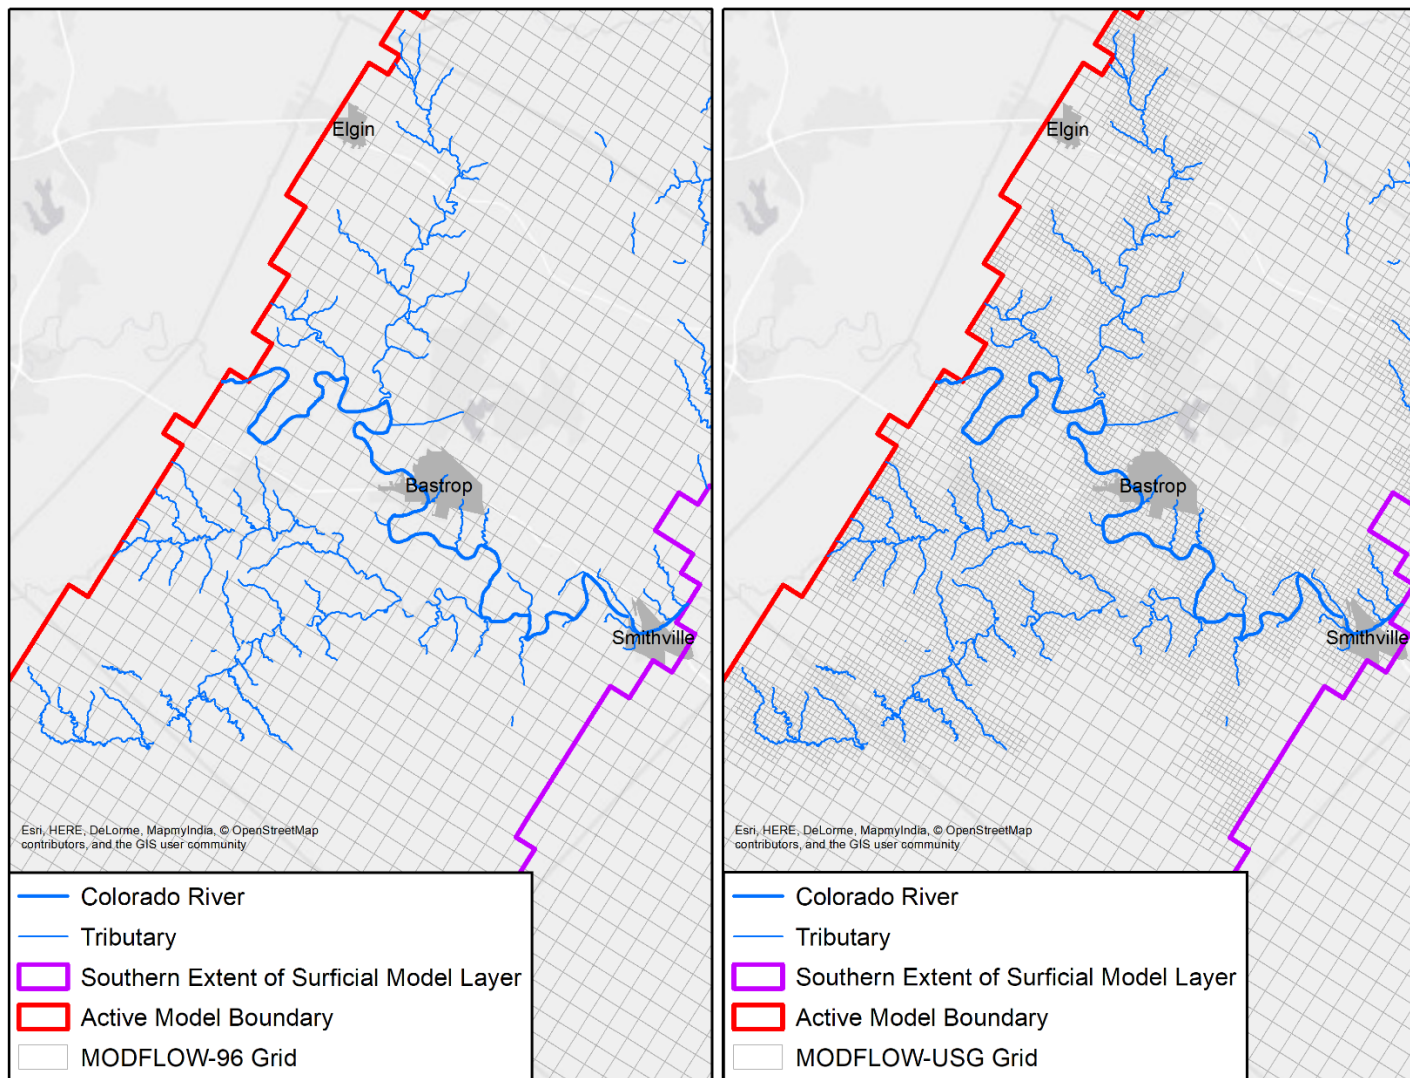 Elgin
Bastrop
Smithville
Esri, HERE, DeLorme, MapmyIndia, © OpenStreetMap
contributors, and the GIS user community
Colorado River
Tributary
Southern Extent of Surficial Model Layer
Active Model Boundary
MODFLOW-96 Grid
Elgin
Bastrop
Smithville
Esri, HERE, DeLorme, MapmyIndia, © OpenStreetMap
contributors, and the GIS user community
Colorado River
Tributary
Southern Extent of Surficial Model Layer
Active Model Boundary
MODFLOW-USG Grid